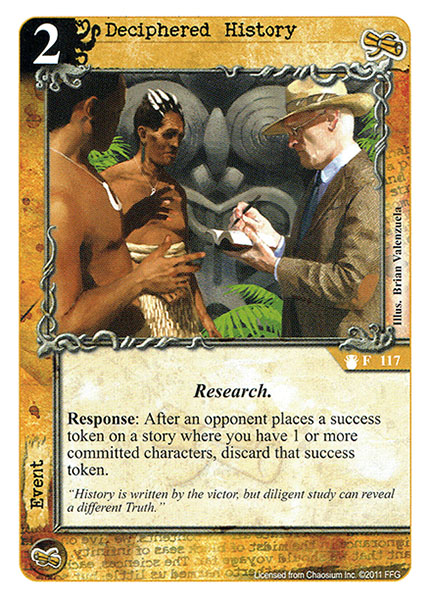 2
Deciphered History
Illus. Brian Valenzuela
F 117
Research.
Response: After an opponent places a success
token on a story where you have 1 or more
committed characters, discard that success
token.
“History is written by the victor, but diligent study can reveal
a different Truth.”
Event
Licensed from Chaosium Inc. ©2011 FFG